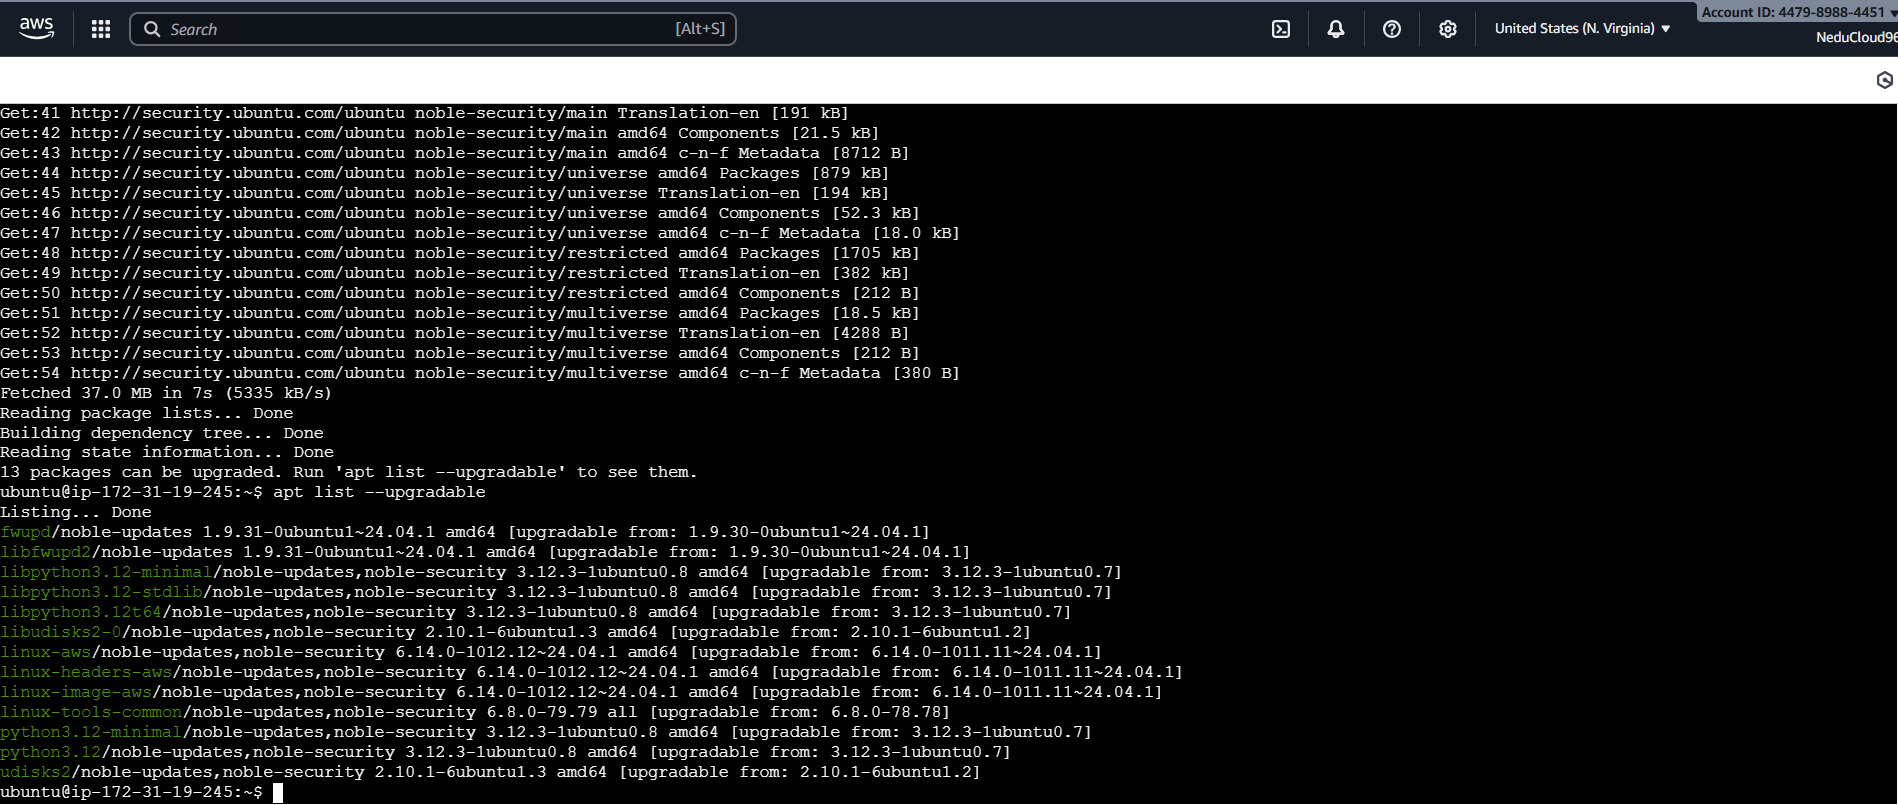 aws
Search [Alt+S]
United States (N. Virginia)
Account ID: 4479-8988-4451
NeduCloud96
Get:41 http://security.ubuntu.com/ubuntu noble-security/main Translation-en [191 kB]
Get:42 http://security.ubuntu.com/ubuntu noble-security/main amd64 Components [21.5 kB]
Get:43 http://security.ubuntu.com/ubuntu noble-security/main amd64 c-n-f Metadata [8712 B]
Get:44 http://security.ubuntu.com/ubuntu noble-security/universe amd64 Packages [879 kB]
Get:45 http://security.ubuntu.com/ubuntu noble-security/universe Translation-en [194 kB]
Get:46 http://security.ubuntu.com/ubuntu noble-security/universe amd64 Components [52.3 kB]
Get:47 http://security.ubuntu.com/ubuntu noble-security/universe amd64 c-n-f Metadata [18.0 kB]
Get:48 http://security.ubuntu.com/ubuntu noble-security/restricted amd64 Packages [1705 kB]
Get:49 http://security.ubuntu.com/ubuntu noble-security/restricted Translation-en [382 kB]
Get:50 http://security.ubuntu.com/ubuntu noble-security/restricted amd64 Components [212 B]
Get:51 http://security.ubuntu.com/ubuntu noble-security/multiverse amd64 Packages [18.5 kB]
Get:52 http://security.ubuntu.com/ubuntu noble-security/multiverse Translation-en [4288 B]
Get:53 http://security.ubuntu.com/ubuntu noble-security/multiverse amd64 Components [212 B]
Get:54 http://security.ubuntu.com/ubuntu noble-security/multiverse amd64 c-n-f Metadata [380 B]
Fetched 37.0 MB in 7s (5335 kB/s)
Reading package lists... Done
Building dependency tree... Done
Reading state information... Done
13 packages can be upgraded. Run 'apt list --upgradable' to see them.
ubuntu@ip-172-31-19-245:~$ apt list --upgradable
Listing... Done
fwupd/noble-updates 1.9.31-0ubuntu1~24.04.1 amd64 [upgradable from: 1.9.30-0ubuntu1~24.04.1]
libfwupd2/noble-updates 1.9.31-0ubuntu1~24.04.1 amd64 [upgradable from: 1.9.30-0ubuntu1~24.04.1]
libpython3.12-minimal/noble-updates,noble-security 3.12.3-1ubuntu0.8 amd64 [upgradable from: 3.12.3-1ubuntu0.7]
libpython3.12-stdlib/noble-updates,noble-security 3.12.3-1ubuntu0.8 amd64 [upgradable from: 3.12.3-1ubuntu0.7]
libpython3.12t64/noble-updates,noble-security 3.12.3-1ubuntu0.8 amd64 [upgradable from: 3.12.3-1ubuntu0.7]
libudisks2-0/noble-updates,noble-security 2.10.1-6ubuntu1.3 amd64 [upgradable from: 2.10.1-6ubuntu1.2]
linux-aws/noble-updates,noble-security 6.14.0-1012.12~24.04.1 amd64 [upgradable from: 6.14.0-1011.11~24.04.1]
linux-headers-aws/noble-updates,noble-security 6.14.0-1012.12~24.04.1 amd64 [upgradable from: 6.14.0-1011.11~24.04.1]
linux-image-aws/noble-updates,noble-security 6.14.0-1012.12~24.04.1 amd64 [upgradable from: 6.14.0-1011.11~24.04.1]
linux-tools-common/noble-updates,noble-security 6.8.0-79.79 all [upgradable from: 6.8.0-78.78]
python3.12-minimal/noble-updates,noble-security 3.12.3-1ubuntu0.8 amd64 [upgradable from: 3.12.3-1ubuntu0.7]
python3.12/noble-updates,noble-security 3.12.3-1ubuntu0.8 amd64 [upgradable from: 3.12.3-1ubuntu0.7]
udisks2/noble-updates,noble-security 2.10.1-6ubuntu1.3 amd64 [upgradable from: 2.10.1-6ubuntu1.2]
ubuntu@ip-172-31-19-245:~$